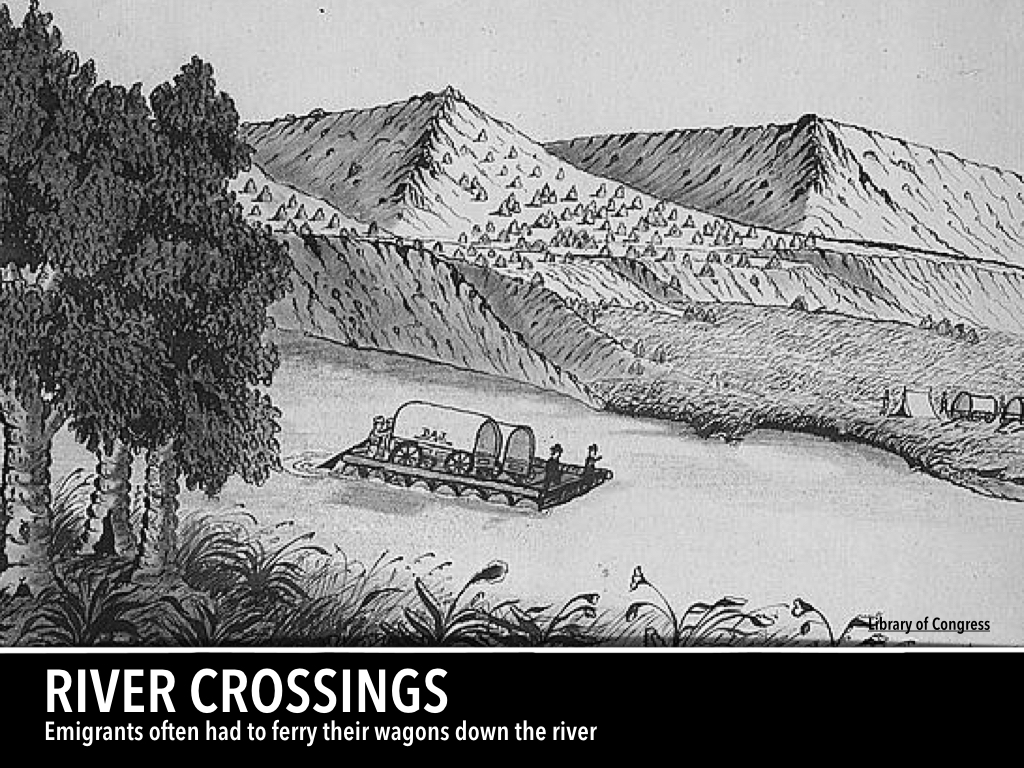 Library of Congress
RIVER CROSSINGS
Emigrants often had to ferry their wagons down the river